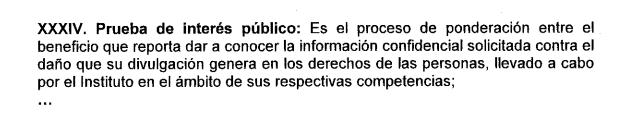 XXXIV. Prueba de interés público: Es el proceso de ponderación entre el
beneficio que reporta dar a conocer la información confidencial solicitada contra el
daño que su divulgación genera en los derechos de las personas, llevado a cabo
por el Instituto en el ámbito de sus respectivas competencias;
...